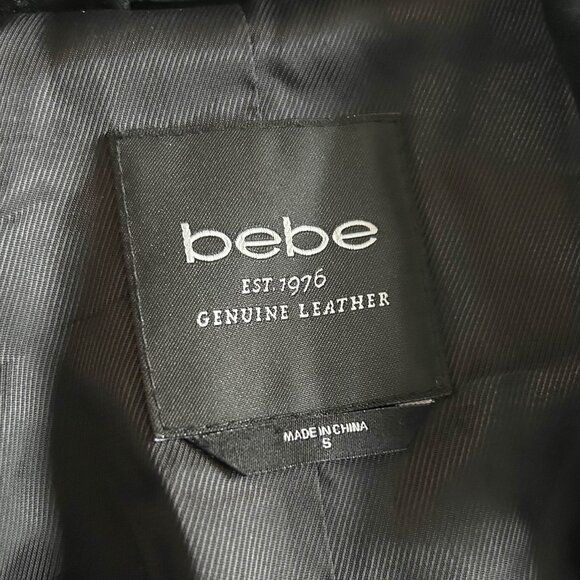 bebe
EST. 1976
GENUINE LEATHER
MADE IN CHINA
S